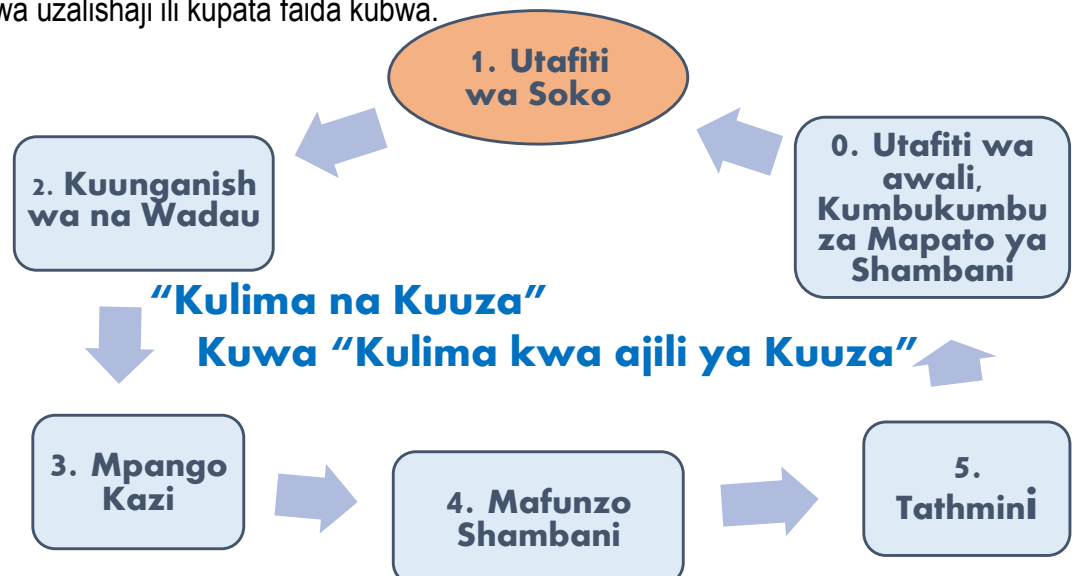 wa uzalishaji ili kupata faida kubwa.
1. Utafiti
wa Soko
0. Utafiti wa
awali,
Kumbukumbu
za Mapato ya
Shambani
2. Kuunganish
wa na Wadau
“Kulima na Kuuza”
Kuwa “Kulima kwa ajili ya Kuuza”
3. Mpango
Kazi
4. Mafunzo
Shambani
5.
Tathmini